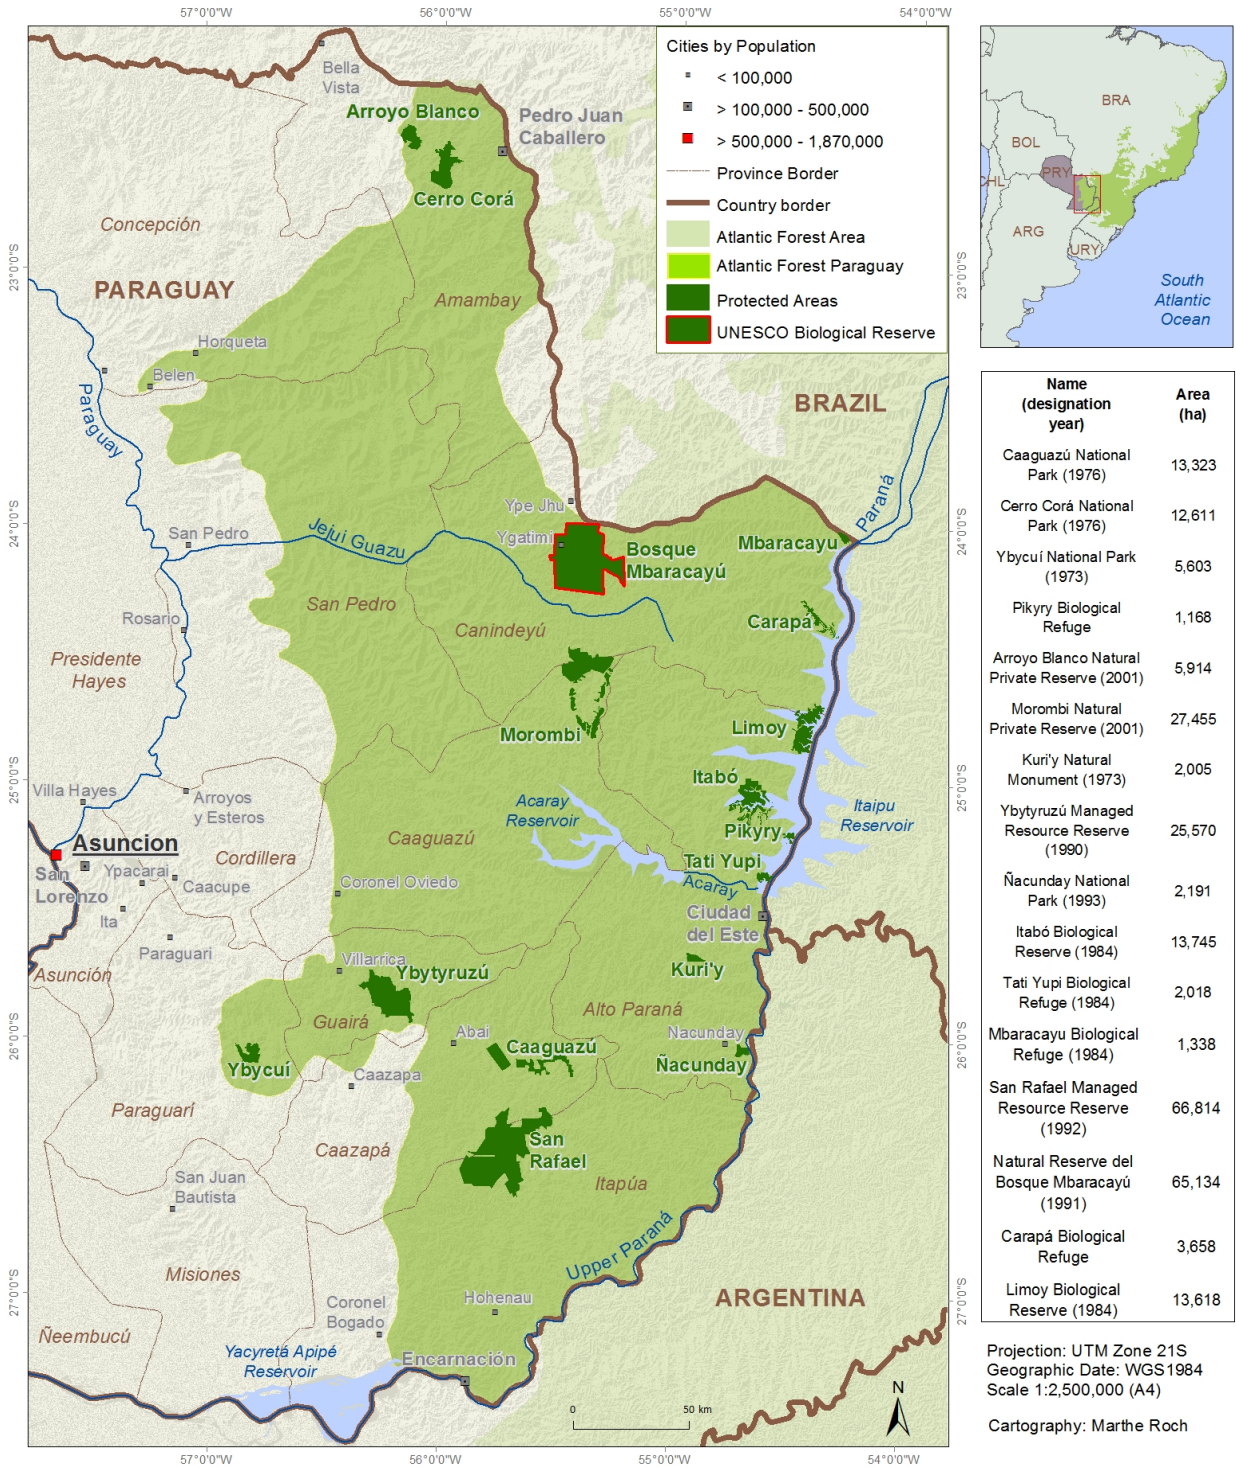 57°0'0"W
56°0'0"W
55°0'0"W
54°0'0"W
23°0'0"S
24°0'0"S
25°0'0"S
26°0'0"S
27°0'0"S
Bella
Vista
Arroyo Blanco
Pedro Juan
Caballero
Cerro Corá
Concepción
PARAGUAY
Amambay
Horqueta
Belen
Paraguay
BRAZIL
Ype Jhu
Paraná
San Pedro
Jejui Guazu
Ygatimi
Bosque
Mbaracayú
Mbaracayu
San Pedro
Rosario
Canindeyú
Carapá
Presidente
Hayes
Morombi
Limoy
Itabó
Villa Hayes
Arroyos
y Esteros
Acaray
Reservoir
Itaipu
Reservoir
Pikyry
Asuncion
Caaguazú
Cordillera
Tati Yupi
San
Lorenzo
Ypacarai
Caacupe
Coronel Oviedo
Acaray
Ita
Ciudad
del Este
Paraguari
Asunción
Villarrica
Ybytyruzú
Kuri'y
Guairá
Alto Paraná
Abai
Caaguazú
Nacunday
Ñacunday
Ybycuí
Caazapa
Paraguarí
Caazapá
San
Rafael
San Juan
Bautista
Itapúa
Misiones
Upper Paraná
Ñeembucú
Coronel
Bogado
Hohenau
ARGENTINA
Yacyretá Apipé
Reservoir
Encarnación
0
50 km
N
57°0'0"W
56°0'0"W
55°0'0"W
54°0'0"W
23°0'0"S
24°0'0"S
25°0'0"S
26°0'0"S
27°0'0"S
Cities by Population
< 100,000
> 100,000 - 500,000
> 500,000 - 1,870,000
Province Border
Country border
Atlantic Forest Area
Atlantic Forest Paraguay
Protected Areas
UNESCO Biological Reserve
BRA
BOL
PRY
CHL
ARG
URY
South
Atlantic
Ocean
Name
(designation
year)
Area
(ha)
Caaguazú National
Park (1976)
13,323
Cerro Corá National
Park (1976)
12,611
Ybycuí National Park
(1973)
5,603
Pikyry Biological
Refuge
1,168
Arroyo Blanco Natural
Private Reserve (2001)
5,914
Morombi Natural
Private Reserve (2001)
27,455
Kuri'y Natural
Monument (1973)
2,005
Ybytyruzú Managed
Resource Reserve
(1990)
25,570
Ñacunday National
Park (1993)
2,191
Itabó Biological
Reserve (1984)
13,745
Tati Yupi Biological
Refuge (1984)
2,018
Mbaracayu Biological
Refuge (1984)
1,338
San Rafael Managed
Resource Reserve
(1992)
66,814
Natural Reserve del
Bosque Mbaracayú
(1991)
65,134
Carapá Biological
Refuge
3,658
Limoy Biological
Reserve (1984)
13,618
Projection: UTM Zone 21S
Geographic Date: WGS1984
Scale 1:2,500,000 (A4)
Cartography: Marthe Roch